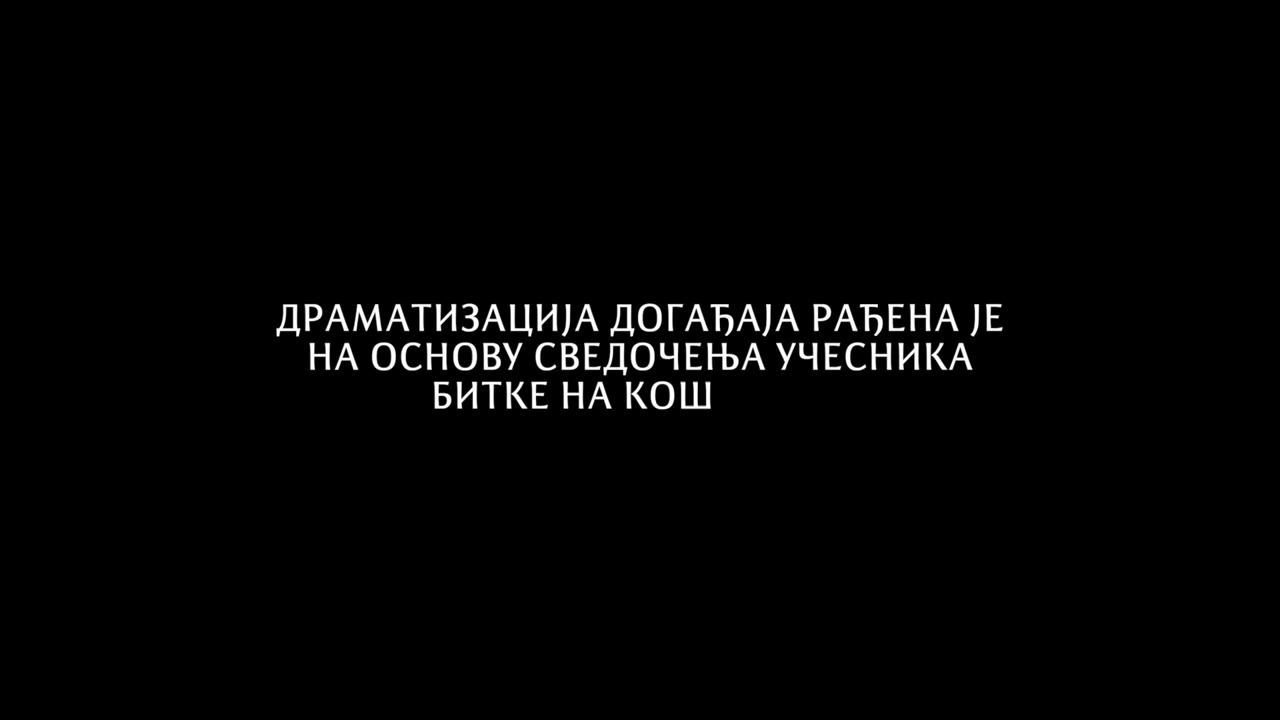 ДРАМАТИЗАЦИЈА ДОГАЂАЈА РАЂЕНА ЈЕ
НА ОСНОВУ СВЕДОЧЕЊА УЧЕСНИКА
БИТКЕ НА КОШ